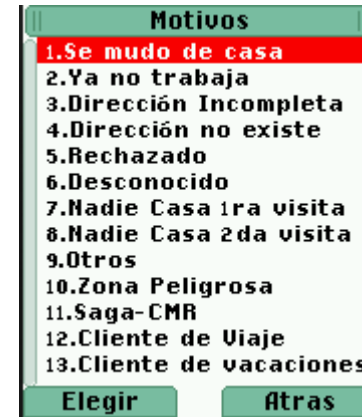 Motivos
1.Se mudo de casa
2.Ya no trabaja
3.Dirección Incompleta
4.Dirección no existe
5.Rechazado
6.Desconocido
7.Nadie Casa 1ra visita
8.Nadie Casa 2da visita
9.Otros
10.Zona Peligrosa
11.Saga-CMR
12.Cliente de Viaje
13.Cliente de vacaciones
Elegir Atras